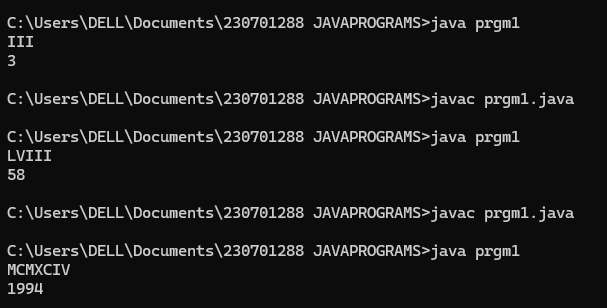 C:\Users\DELL\Documents\230701288 JAVAPROGRAMS>java prgm1
III
3
C:\Users\DELL\Documents\230701288 JAVAPROGRAMS>javac prgm1.java
C:\Users\DELL\Documents\230701288 JAVAPROGRAMS>java prgm1
LVIII
58
C:\Users\DELL\Documents\230701288 JAVAPROGRAMS>javac prgm1.java
C:\Users\DELL\Documents\230701288 JAVAPROGRAMS>java prgm1
MCMXCIV
1994